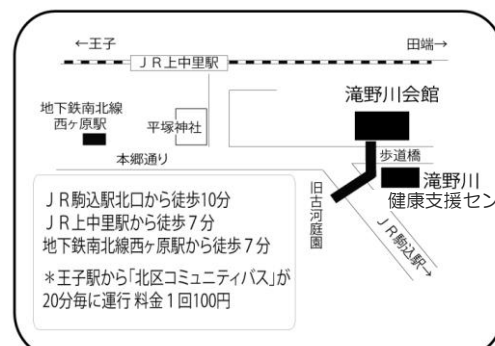 ←王子
田端→
ＪＲ上中里駅
地下鉄南北線
西ヶ原駅
平塚神社
滝野川会館
本郷通り
歩道橋
滝野川
健康支援セン
旧古河庭園
ＪＲ駒込駅→
ＪＲ駒込駅北口から徒歩10分
ＪＲ上中里駅から徒歩７分
地下鉄南北線西ヶ原駅から徒歩７分
＊王子駅から「北区コミュニティバス」が
20分毎に運行 料金１回100円